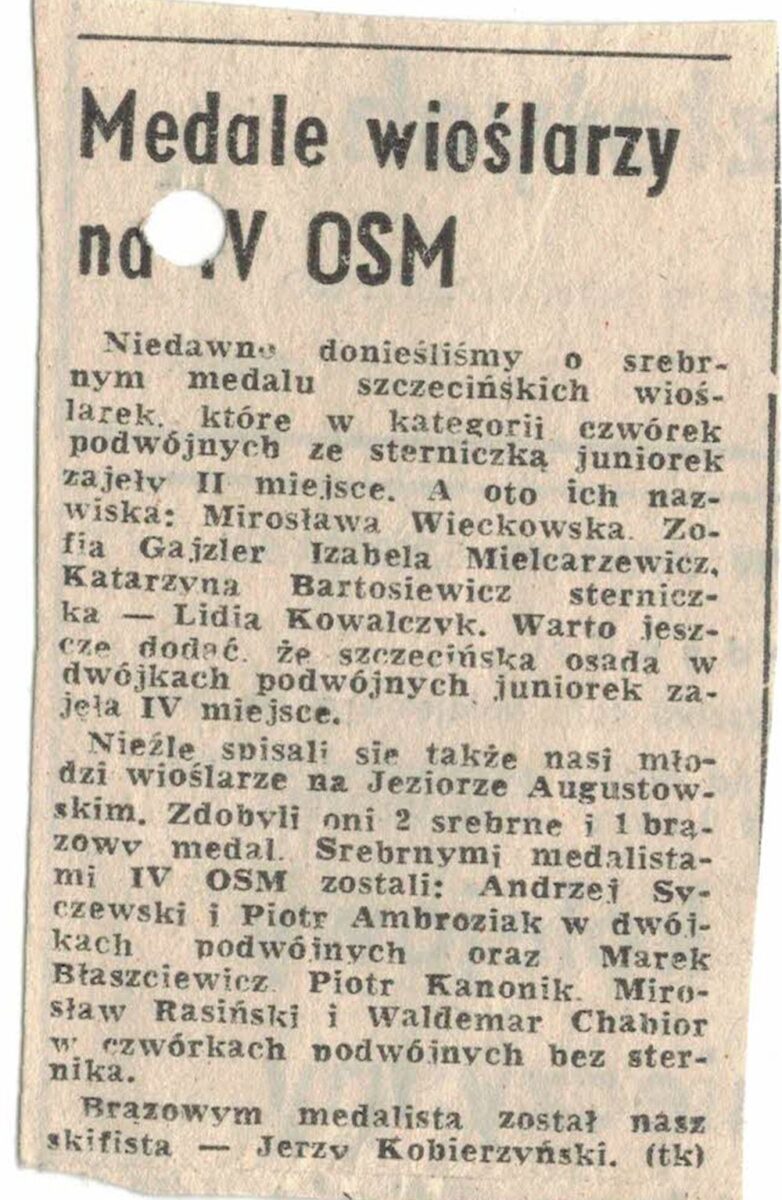 Medale wioślarzy
na IV OSM
Niedawno donieśliśmy o srebr-
nym medalu szczecińskich wioś-
larek, które w kategorii czwórek
podwójnych ze sterniczką juniorek
zajęły II miejsce. A oto ich naz-
wiska: Mirosława Wieckowska. Zo-
fia Gajzler Izabela Mielcarzewicz,
Katarzyna Bartosiewicz sternicz-
ka — Lidia Kowalczyk. Warto jesz-
cze dodać, że szczecińska osada w
dwójkach podwójnych juniorek za-
jęła IV miejsce.
Nieźle spisali się także nasi mło-
dzi wioślarze na Jeziorze Augustow-
skim. Zdobyli oni 2 srebrne i 1 brą-
zowy medal. Srebrnymi medalista-
mi IV OSM zostali: Andrzej Sy-
czewski i Piotr Ambroziak w dwój-
kach podwójnych oraz Marek
Błaszciewicz Piotr Kanonik. Miro-
sław Rasiński i Waldemar Chabior
w czwórkach podwójnych bez ster-
nika.
Brązowym medalista został nasz
skifista — Jerzy Kobierzyński. (tk)